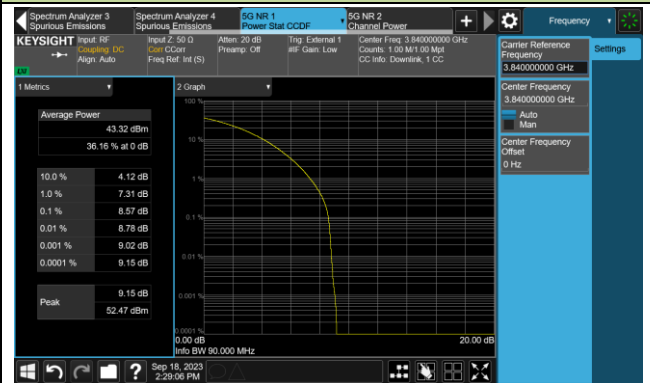 Spectrum Analyzer 3
Spurious Emissions
Spectrum Analyzer 4
Spurious Emissions
5G NR 1
Power Stat CCDF
5G NR 2
Channel Power
Frequency
KEYSIGHT
Input: RF
Coupling: DC
Align: Auto
Input Z: 50 Ω
Corr CCorr
Freq Ref: Int (S)
Atten: 20 dB
Preamp: Off
Trig: External 1
#IF Gain: Low
Center Freq: 3.840000000 GHz
Counts: 1.00 M/1.00 Mpt
CC Info: Downlink, 1 CC
LXI
Carrier Reference
Frequency
3.840000000 GHz
Settings
Center Frequency
3.840000000 GHz
Auto
Man
Center Frequency
Offset
0 Hz
1 Metrics
Average Power
43.32 dBm
36.16 % at 0 dB
10.0 % 4.12 dB
1.0 % 7.31 dB
0.1 % 8.57 dB
0.01 % 8.78 dB
0.001 % 9.02 dB
0.0001 % 9.15 dB
Peak
9.15 dB
52.47 dBm
2 Graph
100 %
10 %
1 %
0.1 %
0.01 %
0.001 %
0.0001 %
0.00 dB
20.00 dB
Info BW 90.000 MHz
?
Sep 18, 2023
2:29:06 PM